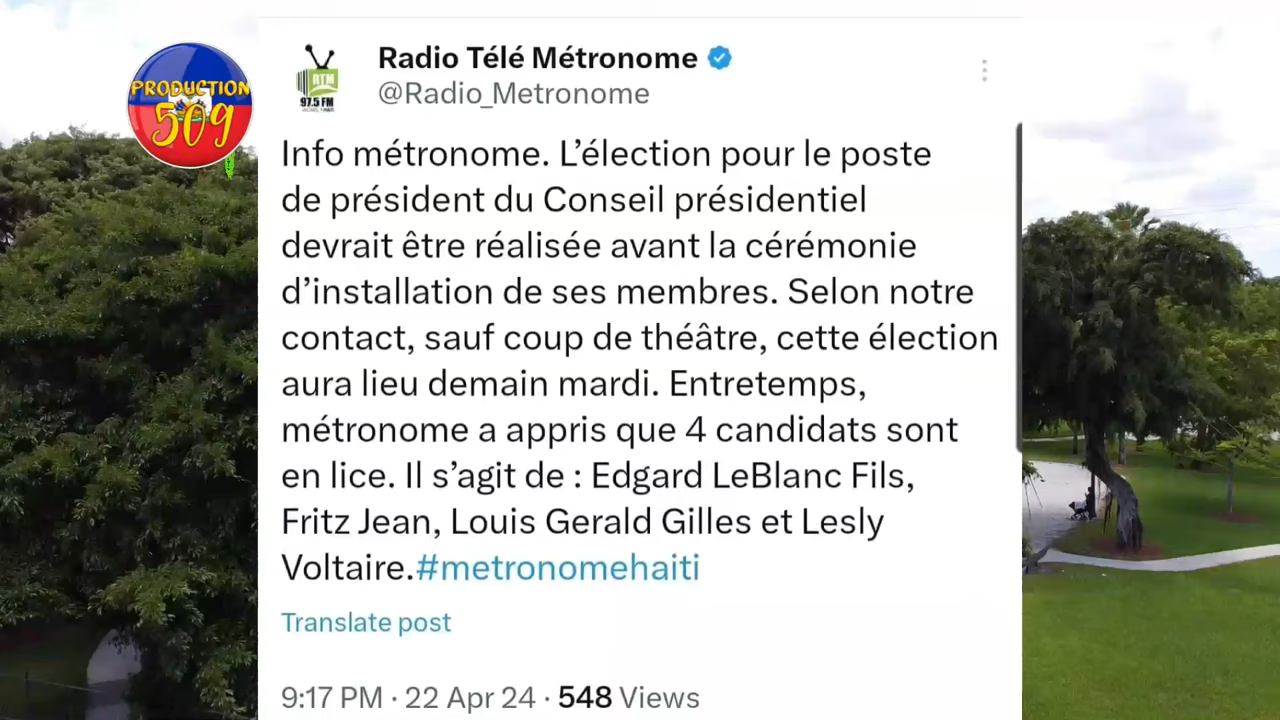 PRODUCTION
509
RTM
97.5 FM
Radio Télé Métronome
@Radio_Metronome
Info métronome. L’élection pour le poste
de président du Conseil présidentiel
devrait être réalisée avant la cérémonie
d’installation de ses membres. Selon notre
contact, sauf coup de théâtre, cette élection
aura lieu demain mardi. Entretemps,
métronome a appris que 4 candidats sont
en lice. Il s’agit de : Edgard LeBlanc Fils,
Fritz Jean, Louis Gerald Gilles et Lesly
Voltaire.#metronomehaiti
Translate post
9:17 PM · 22 Apr 24 · 548 Views